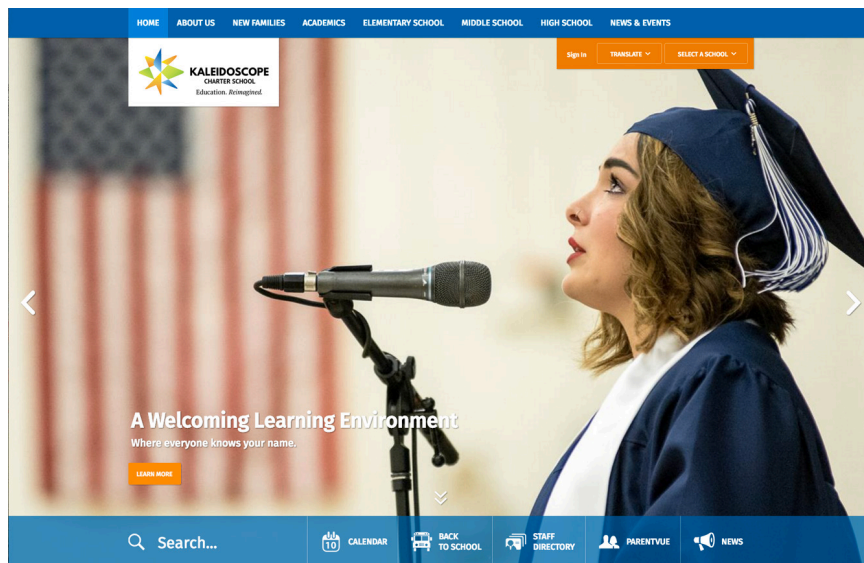 HOME ABOUT US NEW FAMILIES ACADEMICS ELEMENTARY SCHOOL MIDDLE SCHOOL HIGH SCHOOL NEWS & EVENTS
Sign In TRANSLATE SELECT A SCHOOL
KALEIDOSCOPE
CHARTER SCHOOL
Education. Reimagined.
A Welcoming Learning Environment
Where everyone knows your name.
LEARN MORE
Search...
10
CALENDAR
BACK
TO SCHOOL
STAFF
DIRECTORY
PARENTVUE
NEWS